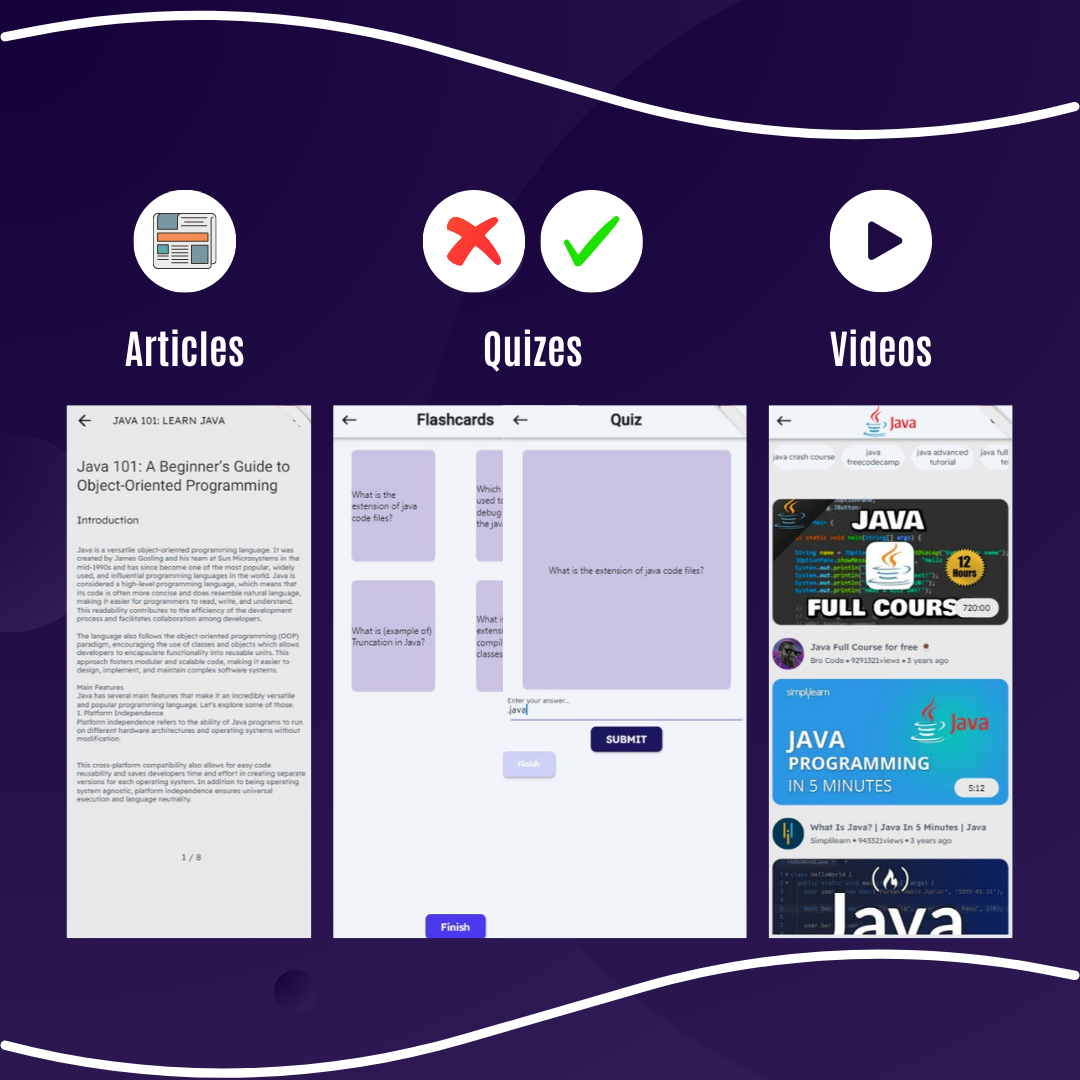 Articles
Quizes
Videos
JAVA 101: LEARN JAVA
Java 101: A Beginner's Guide to
Object-Oriented Programming
Introduction
Java is a versatile object-oriented programming language. It was
created by James Gosling and his team at Sun Microsystems in the
mid-1990s and has since become one of the most popular, widely
used, and influential programming languages in the world. Java is
considered a high-level programming language, which means that
its code is often more concise and does resemble natural language,
making it easier for programmers to read, write, and understand.
This readability contributes to the efficiency of the development
process and facilitates collaboration among developers.
The language also follows the object-oriented programming (OOP)
paradigm, encouraging the use of classes and objects which allows
developers to encapsulate functionality into reusable units. This
approach fosters modular and scalable code, making it easier to
design, implement, and maintain complex software systems.
Main Features
Java has several main features that make it an incredibly versatile
and popular programming language. Let's explore some of those.
1. Platform Independence
Platform independence refers to the ability of Java programs to run
on different hardware architectures and operating systems without
modification.
This cross-platform compatibility also allows for easy code
reusability and saves developers time and effort in creating separate
versions for each operating system. In addition to being operating
system agnostic, platform independence ensures universal
execution and language neutrality.
1 / 8
Flashcards
What is the
extension of java
code files?
Which
used to
debug
the jav
What is (example of)
Truncation in Java?
What is
extens
compil
classes
Finish
Quiz
What is the extension of java code files?
Enter your answer...
.java
SUBMIT
Finish
Java
java crash course
java
freecodecamp
java advanced
tutorial
java full
te
JAVA
12
Hours
FULL COURS
720:00
Java Full Course for free
Bro Code • 9291321views • 3 years ago
simplilearn
Java
JAVA
PROGRAMMING
IN 5 MINUTES
5:12
What Is Java? | Java In 5 Minutes | Java
Simplilearn • 943321views • 3 years ago
Java